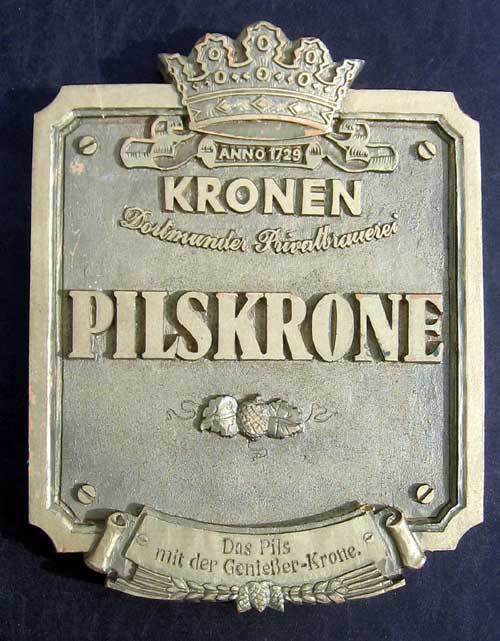 ANNO 1729
KRONEN
Dortmunder Privatbrauerei
PILSKRONE
Das Pils
mit der Genießer-Krone.